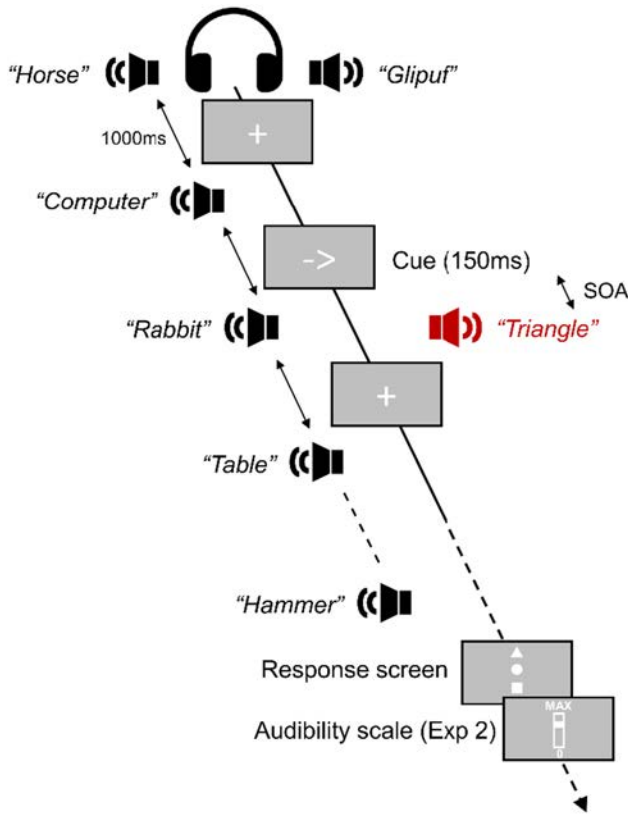 “Horse” “Glipuf”
+
1000ms
“Computer”
-> Cue (150ms)
SOA
“Rabbit” “Triangle”
+
“Table”
“Hammer”
Response screen
MAX
Audibility scale (Exp 2)
0